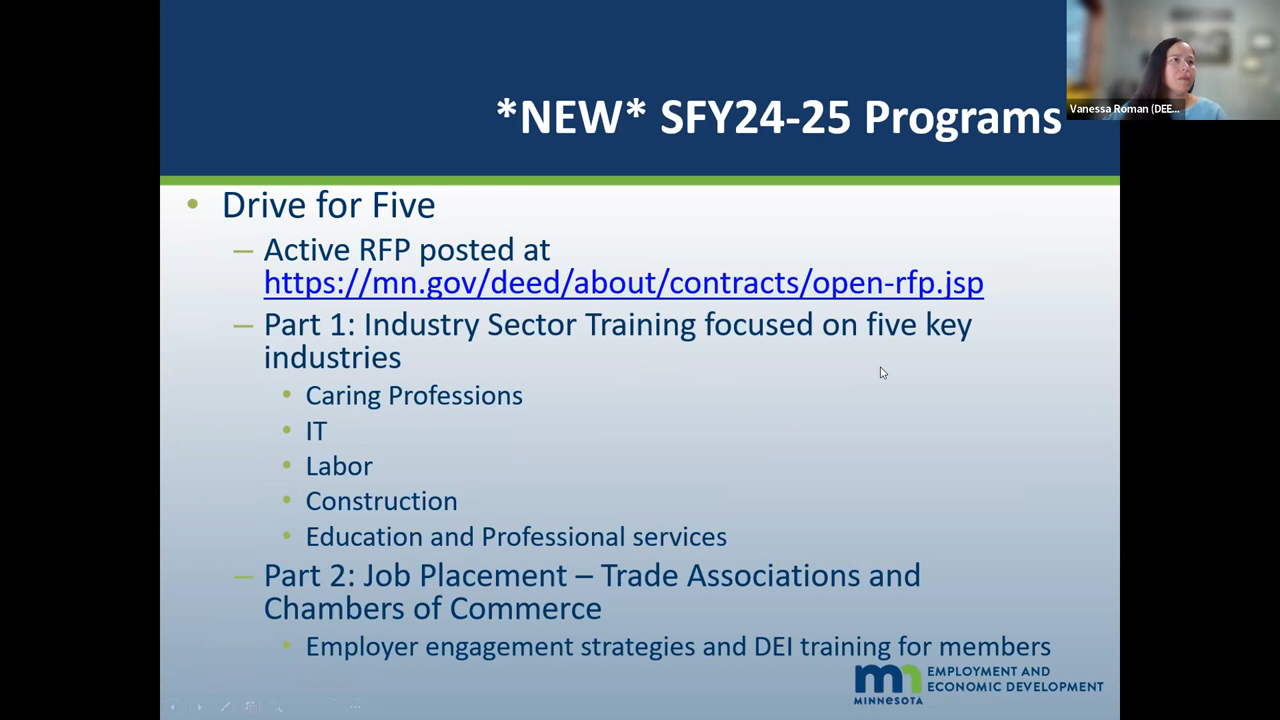 *NEW* SFY24-25 Programs
Vanessa Roman (DEE...
• Drive for Five
– Active RFP posted at
https://mn.gov/deed/about/contracts/open-rfp.jsp
– Part 1: Industry Sector Training focused on five key
industries
• Caring Professions
• IT
• Labor
• Construction
• Education and Professional services
– Part 2: Job Placement – Trade Associations and
Chambers of Commerce
• Employer engagement strategies and DEI training for members
mn
MINNESOTA
EMPLOYMENT AND
ECONOMIC DEVELOPMENT